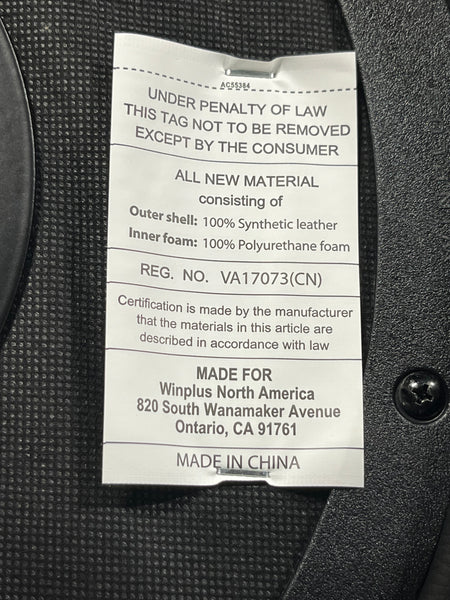 AC55384
UNDER PENALTY OF LAW
THIS TAG NOT TO BE REMOVED
EXCEPT BY THE CONSUMER
ALL NEW MATERIAL
consisting of
Outer shell: 100% Synthetic leather
Inner foam: 100% Polyurethane foam
REG. NO. VA17073(CN)
Certification is made by the manufacturer
that the materials in this article are
described in accordance with law
MADE FOR
Winplus North America
820 South Wanamaker Avenue
Ontario, CA 91761
MADE IN CHINA